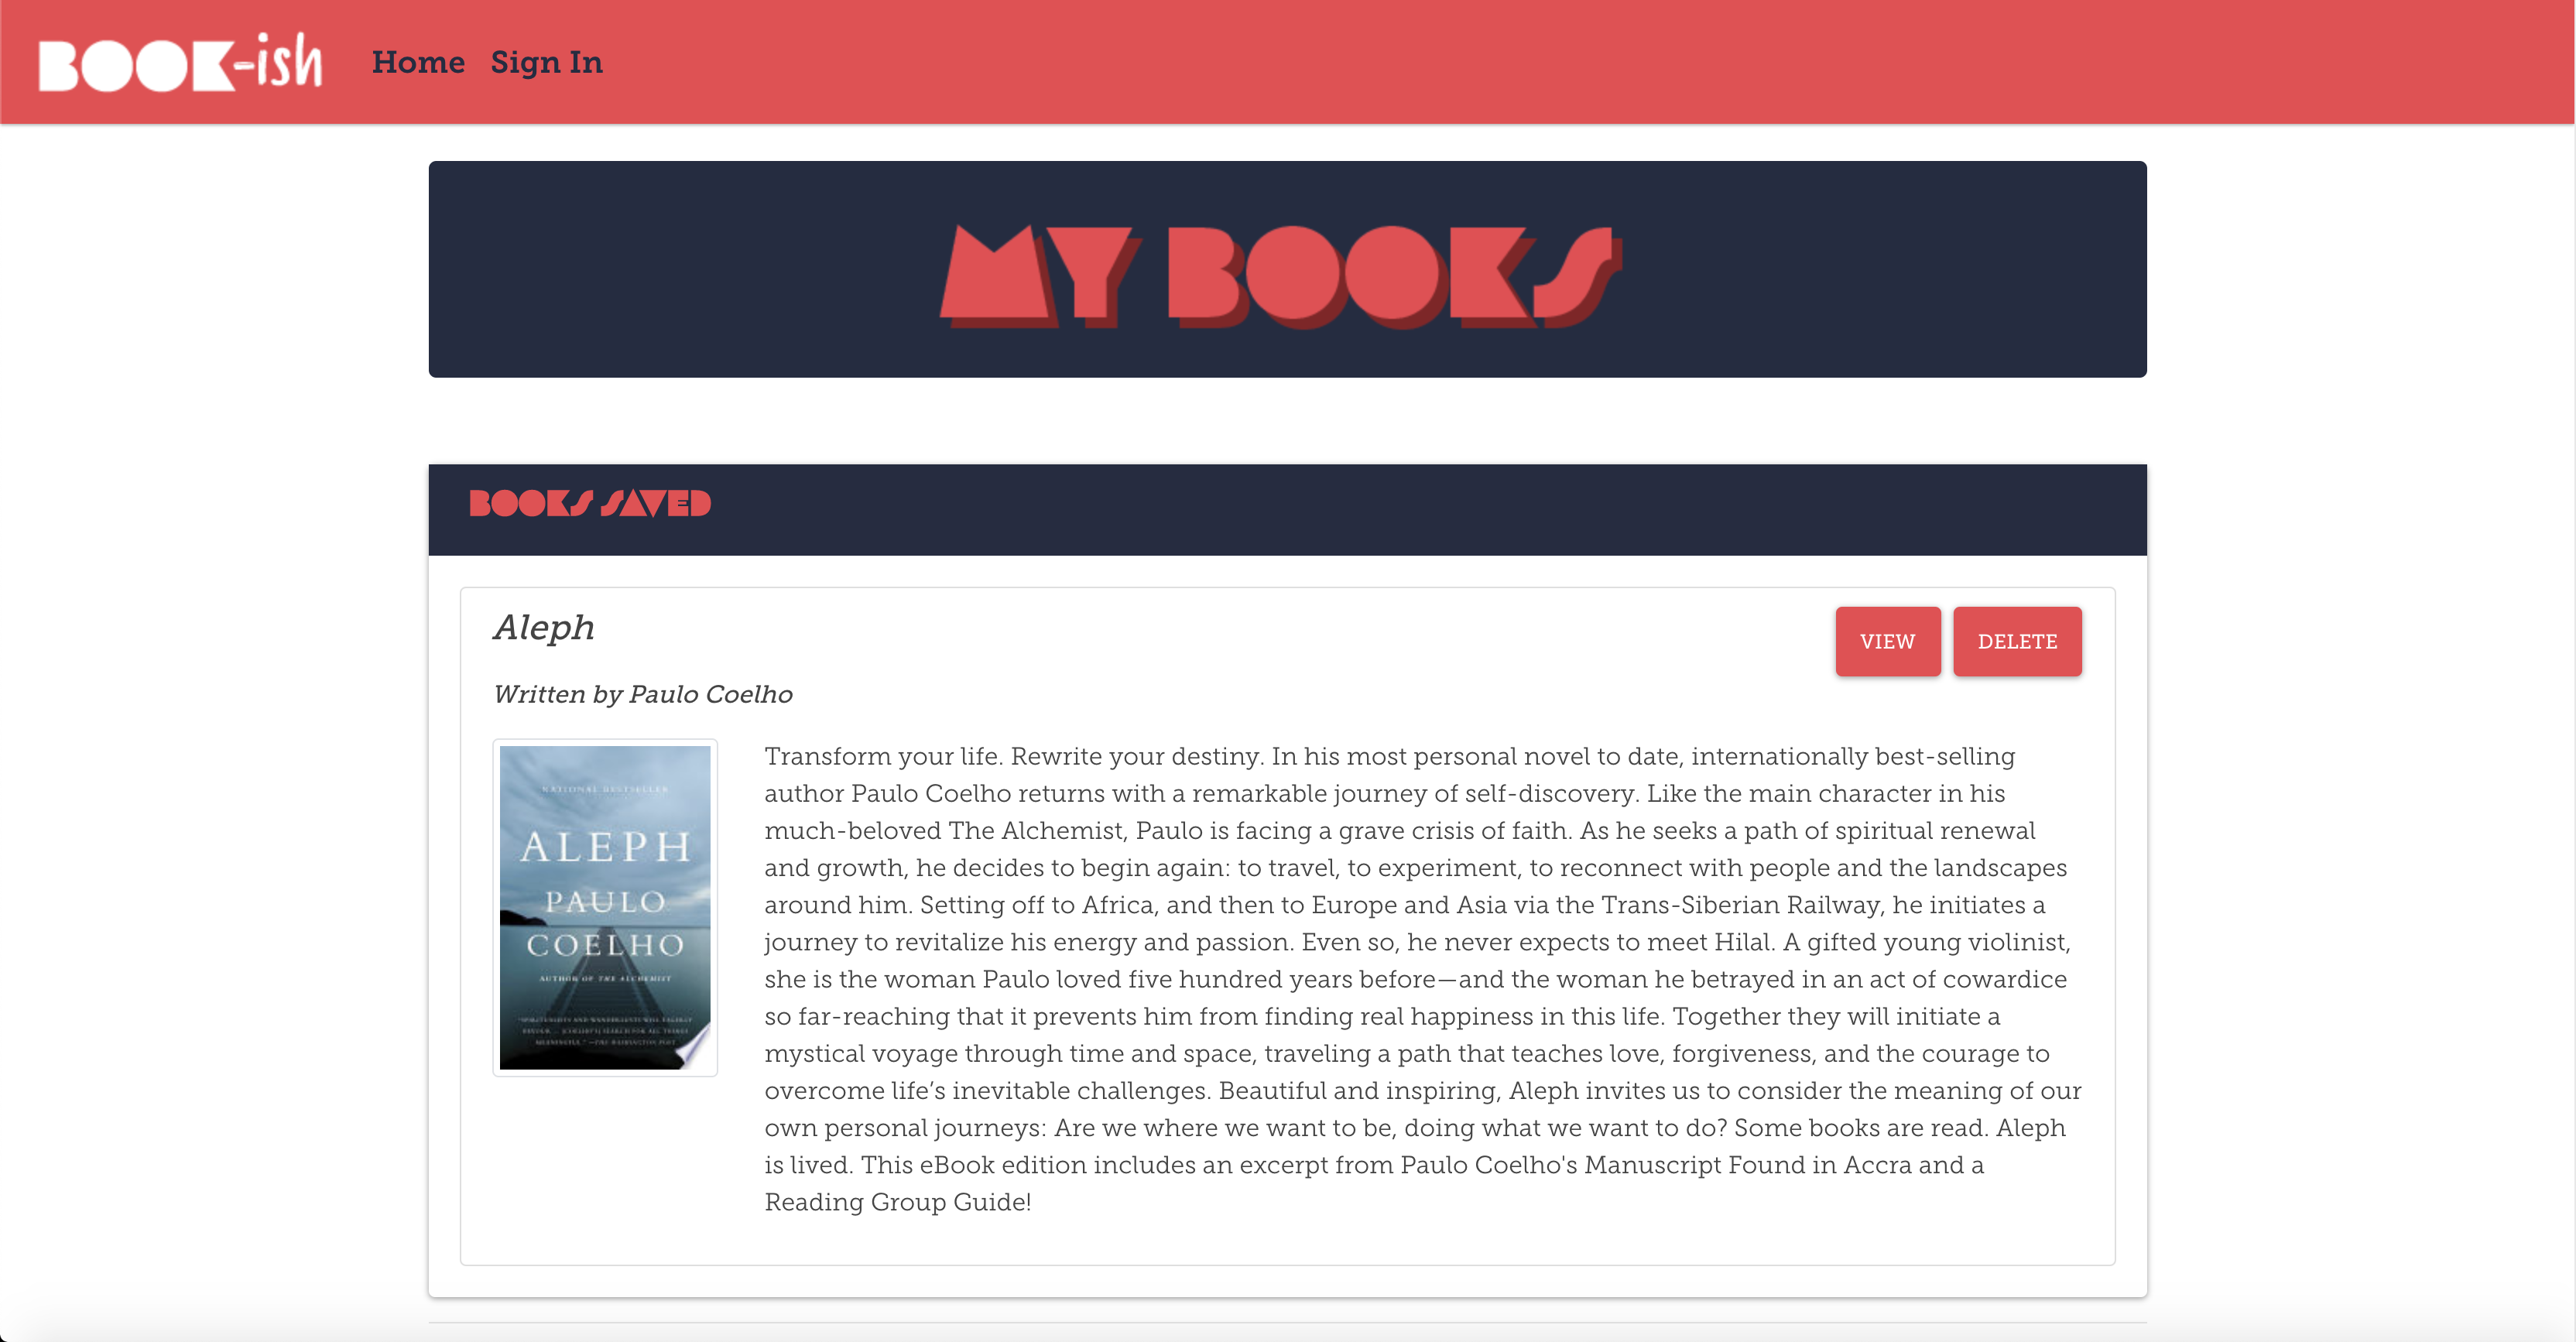 BOOK-ish
Home Sign In
MY BOOKS
BOOKS SAVED
Aleph
VIEW DELETE
Written by Paulo Coelho
NATIONAL BESTSELLER
ALEPH
PAULO
COELHO
AUTHOR OF THE ALCHEMIST
Transform your life. Rewrite your destiny. In his most personal novel to date, internationally best-selling
author Paulo Coelho returns with a remarkable journey of self-discovery. Like the main character in his
much-beloved The Alchemist, Paulo is facing a grave crisis of faith. As he seeks a path of spiritual renewal
and growth, he decides to begin again: to travel, to experiment, to reconnect with people and the landscapes
around him. Setting off to Africa, and then to Europe and Asia via the Trans-Siberian Railway, he initiates a
journey to revitalize his energy and passion. Even so, he never expects to meet Hilal. A gifted young violinist,
she is the woman Paulo loved five hundred years before—and the woman he betrayed in an act of cowardice
so far-reaching that it prevents him from finding real happiness in this life. Together they will initiate a
mystical voyage through time and space, traveling a path that teaches love, forgiveness, and the courage to
overcome life’s inevitable challenges. Beautiful and inspiring, Aleph invites us to consider the meaning of our
own personal journeys: Are we where we want to be, doing what we want to do? Some books are read. Aleph
is lived. This eBook edition includes an excerpt from Paulo Coelho's Manuscript Found in Accra and a
Reading Group Guide!